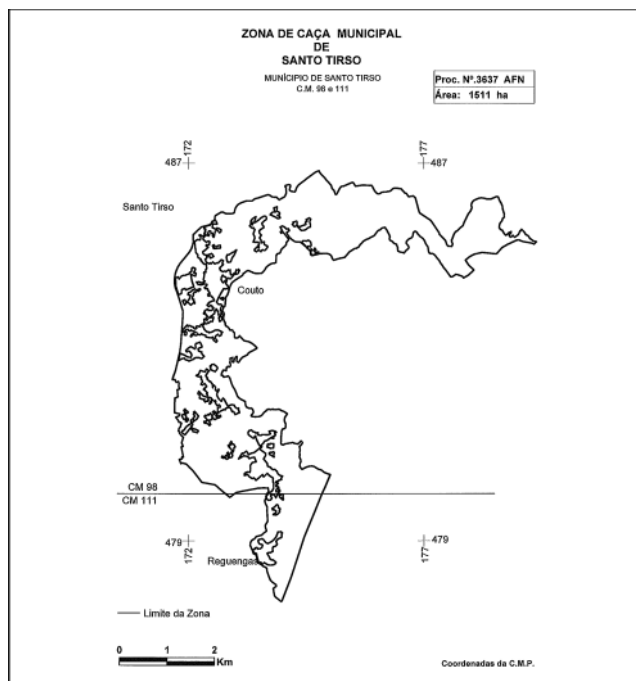 ZONA DE CAÇA MUNICIPAL
DE
SANTO TIRSO
MUNÍCIPIO DE SANTO TIRSO
C.M. 98 e 111
Proc. Nº.3637 AFN
Área: 1511 ha
172
177
487
487
Santo Tirso
Couto
CM 98
CM 111
479
479
172
177
Reguengas
Limite da Zona
0 1 2
Km
Coordenadas da C.M.P.